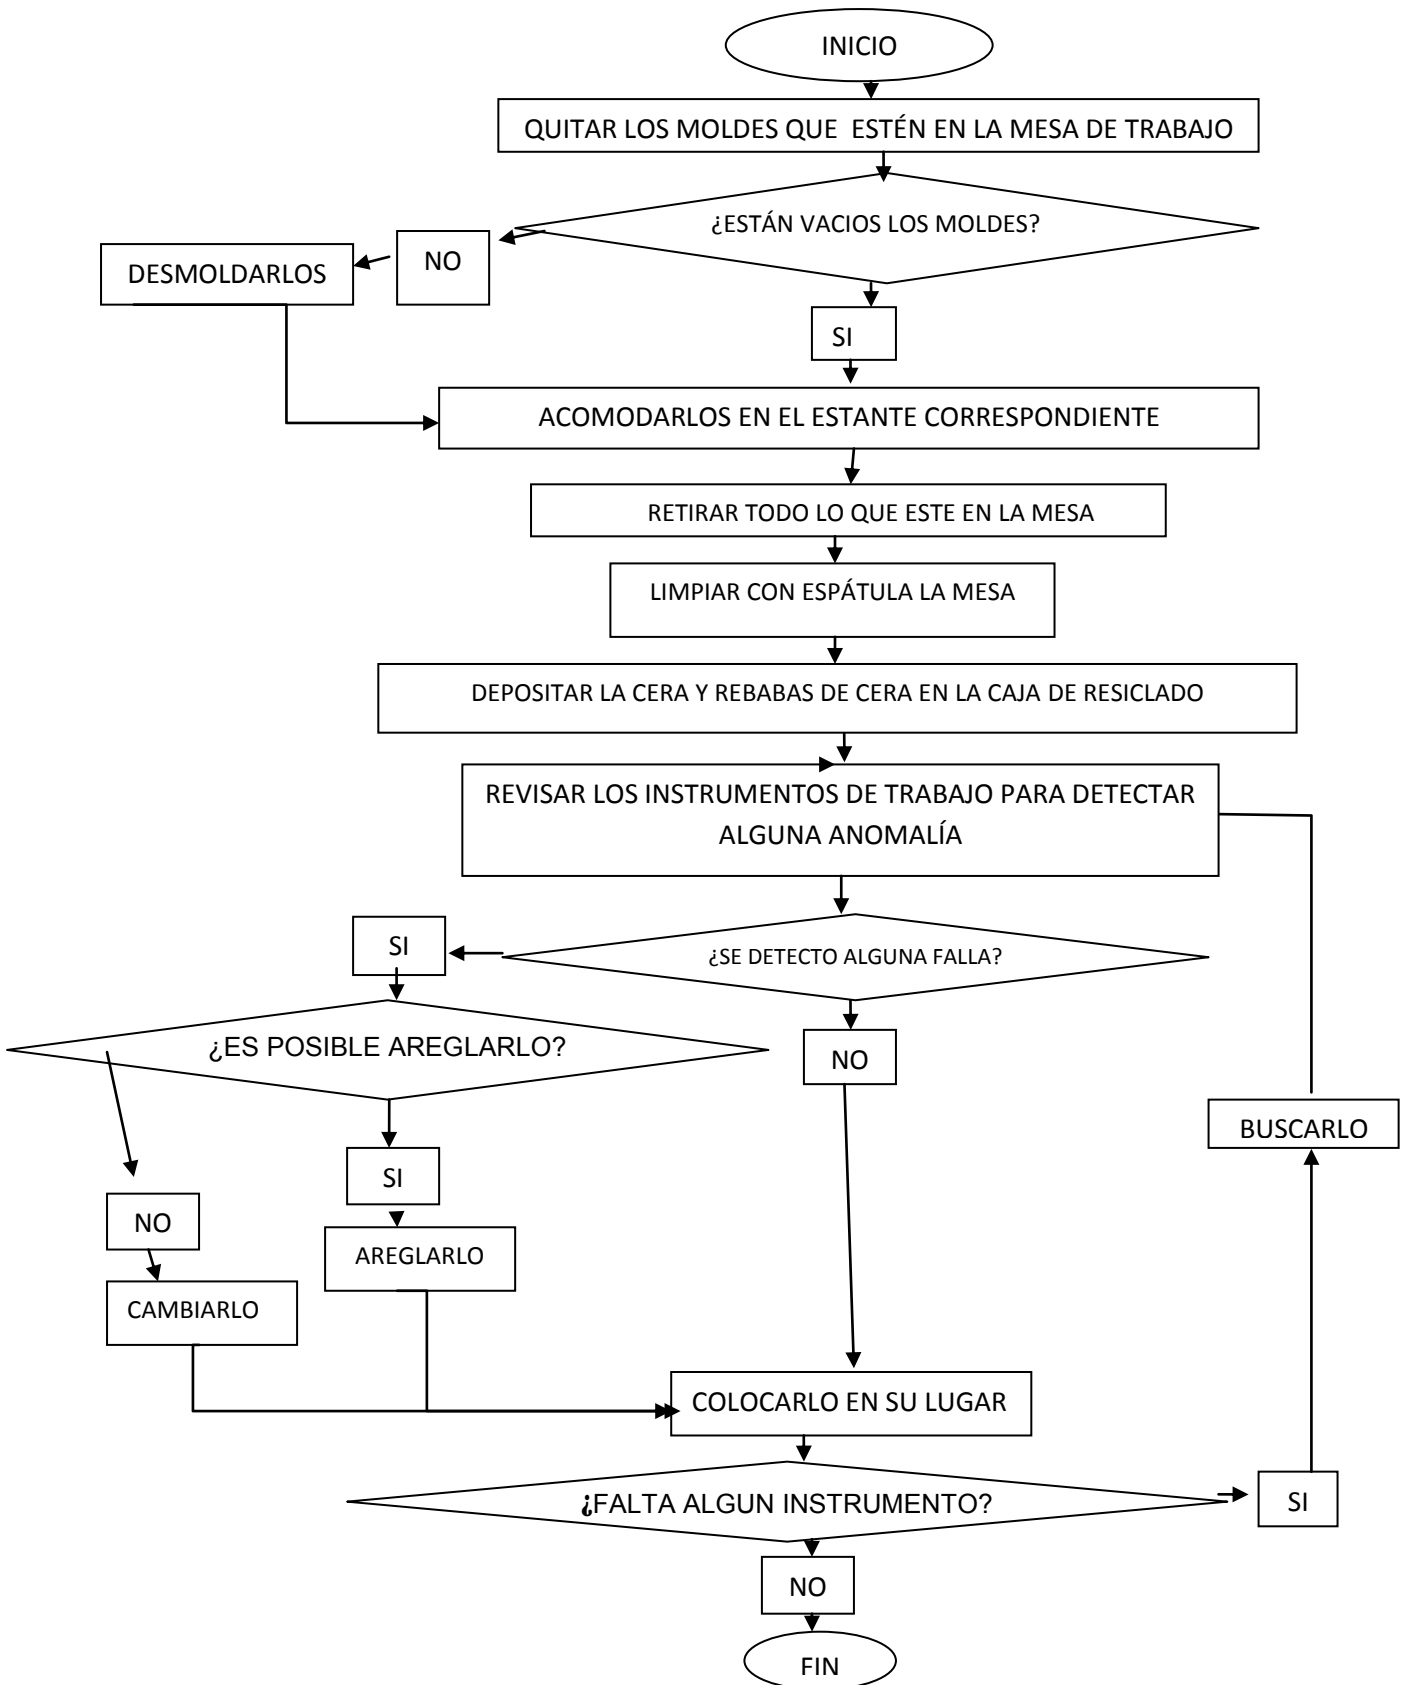 INICIO
QUITAR LOS MOLDES QUE ESTÉN EN LA MESA DE TRABAJO
¿ESTÁN VACIOS LOS MOLDES?
NO
DESMOLDARLOS
SI
ACOMODARLOS EN EL ESTANTE CORRESPONDIENTE
RETIRAR TODO LO QUE ESTE EN LA MESA
LIMPIAR CON ESPÁTULA LA MESA
DEPOSITAR LA CERA Y REBABAS DE CERA EN LA CAJA DE RESICLADO
REVISAR LOS INSTRUMENTOS DE TRABAJO PARA DETECTAR
ALGUNA ANOMALÍA
SI
¿SE DETECTO ALGUNA FALLA?
¿ES POSIBLE AREGLARLO?
NO
BUSCARLO
SI
NO
AREGLARLO
CAMBIARLO
COLOCARLO EN SU LUGAR
¿FALTA ALGUN INSTRUMENTO?
SI
NO
FIN